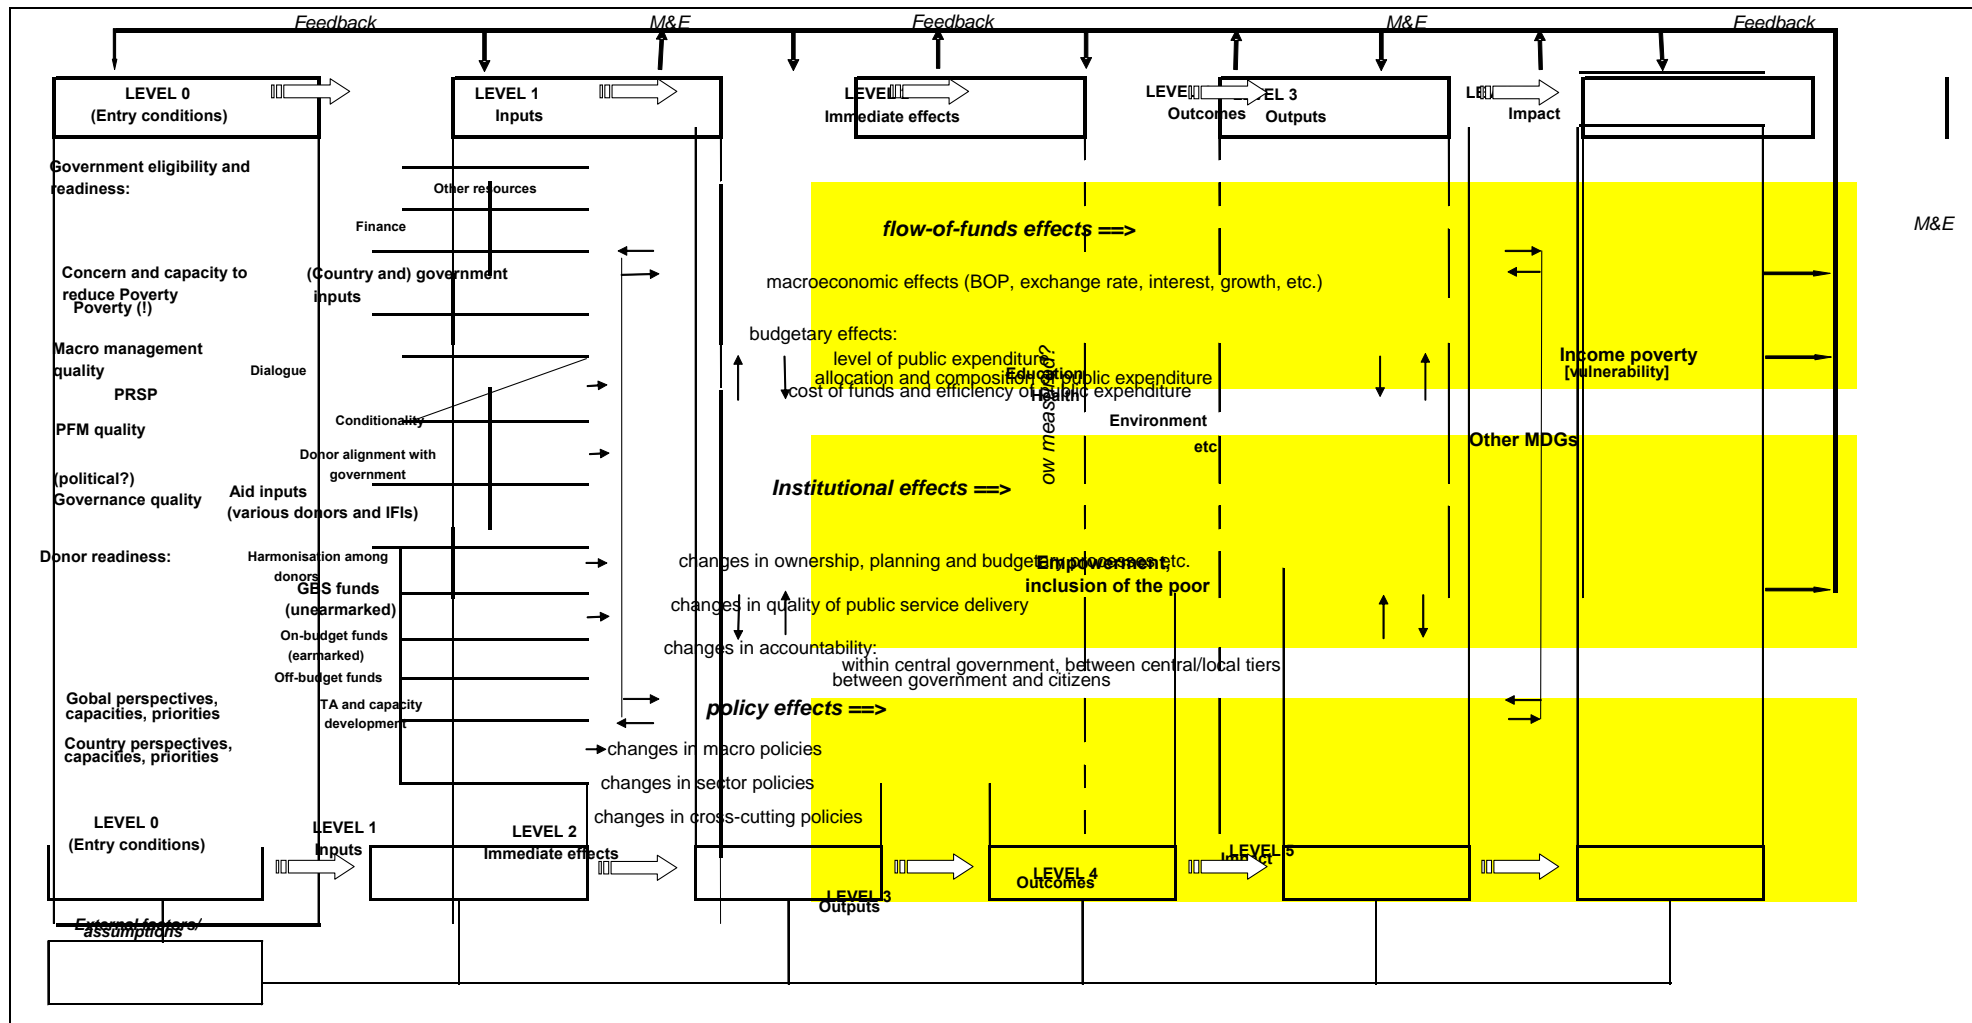 Feedback
M&E
Feedback
M&E
Feedback
LEVEL 0
(Entry conditions)
LEVEL 1
Inputs
Immediate effects
Outcomes
LEVEL 3
Outputs
Impact
Government eligibility and
readiness:
Other resources
Finance
flow-of-funds effects ==>
M&E
Concern and capacity to
reduce Poverty
Poverty (!)
(Country and) government
inputs
macroeconomic effects (BOP, exchange rate, interest, growth, etc.)
budgetary effects:
level of public expenditure
allocation and composition of public expenditure
cost of funds and efficiency of public expenditure
Macro management
quality
Dialogue
PRSP
Education
Health
Environment
etc
ow measured?
Income poverty
[vulnerability]
Other MDGs
PFM quality
Conditionality
Donor alignment with
government
(political?)
Governance quality
Aid inputs
(various donors and IFIs)
Institutional effects ==>
Donor readiness:
Harmonisation among
donors
changes in ownership, planning and budgetary processes etc.
Empowerment,
inclusion of the poor
GBS funds
(unearmarked)
changes in quality of public service delivery
On-budget funds
(earmarked)
changes in accountability:
within central government, between central/local tiers
between government and citizens
Off-budget funds
Gobal perspectives,
capacities, priorities
TA and capacity
development
policy effects ==>
Country perspectives,
capacities, priorities
changes in macro policies
changes in sector policies
changes in cross-cutting policies
LEVEL 0
(Entry conditions)
LEVEL 1
Inputs
LEVEL 2
Immediate effects
LEVEL 3
Outputs
LEVEL 4
Outcomes
LEVEL 5
Impact
External factors/
assumptions